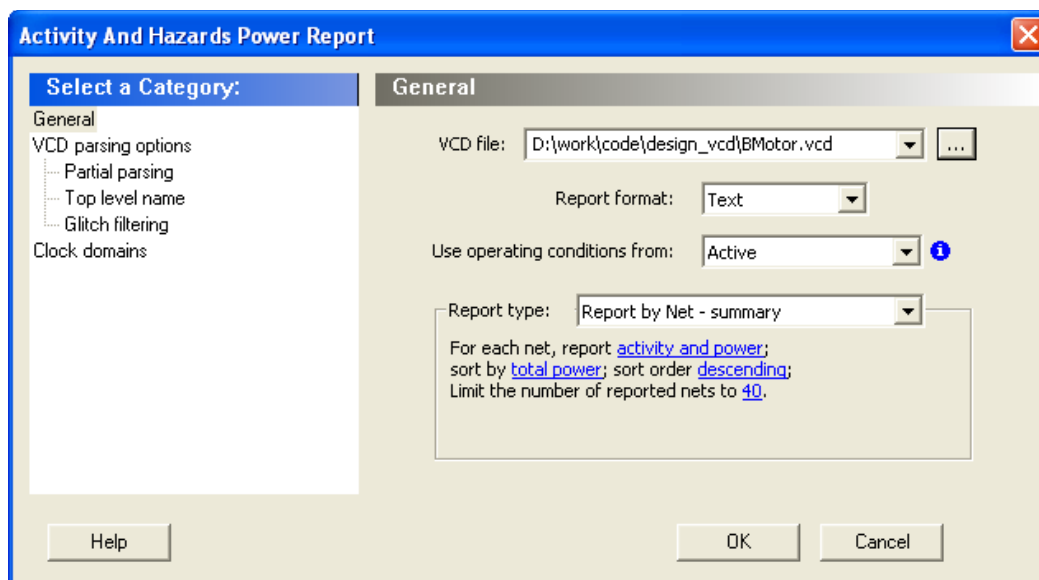 Activity And Hazards Power Report
Select a Category:
General
VCD parsing options
Partial parsing
Top level name
Glitch filtering
Clock domains
General
VCD file: D:\work\code\design_vcd\BMotor.vcd ...
Report format: Text
Use operating conditions from: Active
Report type: Report by Net - summary
For each net, report activity and power;
sort by total power; sort order descending;
Limit the number of reported nets to 40.
Help OK Cancel